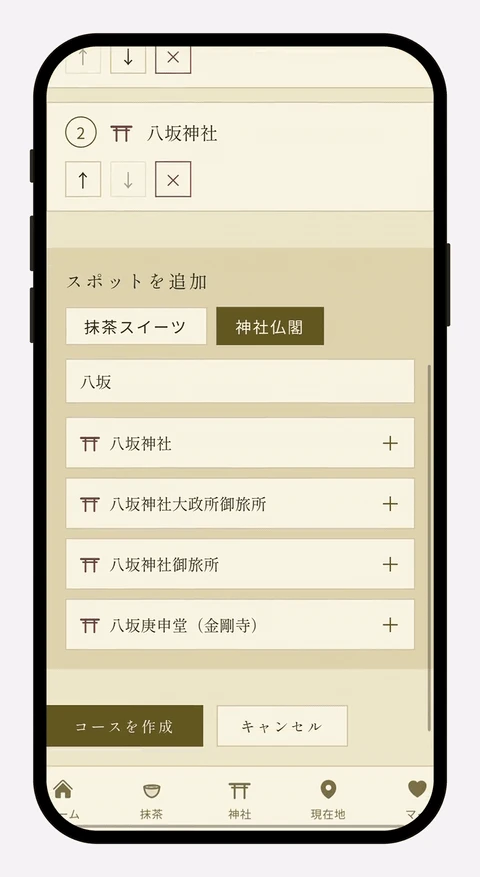 ↑ ↓ ×
2 八坂神社
↑ ↓ ×
スポットを追加
抹茶スイーツ 神社仏閣
八坂
八坂神社 +
八坂神社大政所御旅所 +
八坂神社御旅所 +
八坂庚申堂（金剛寺） +
コースを作成 キャンセル
ーム 抹茶 神社 現在地 マ